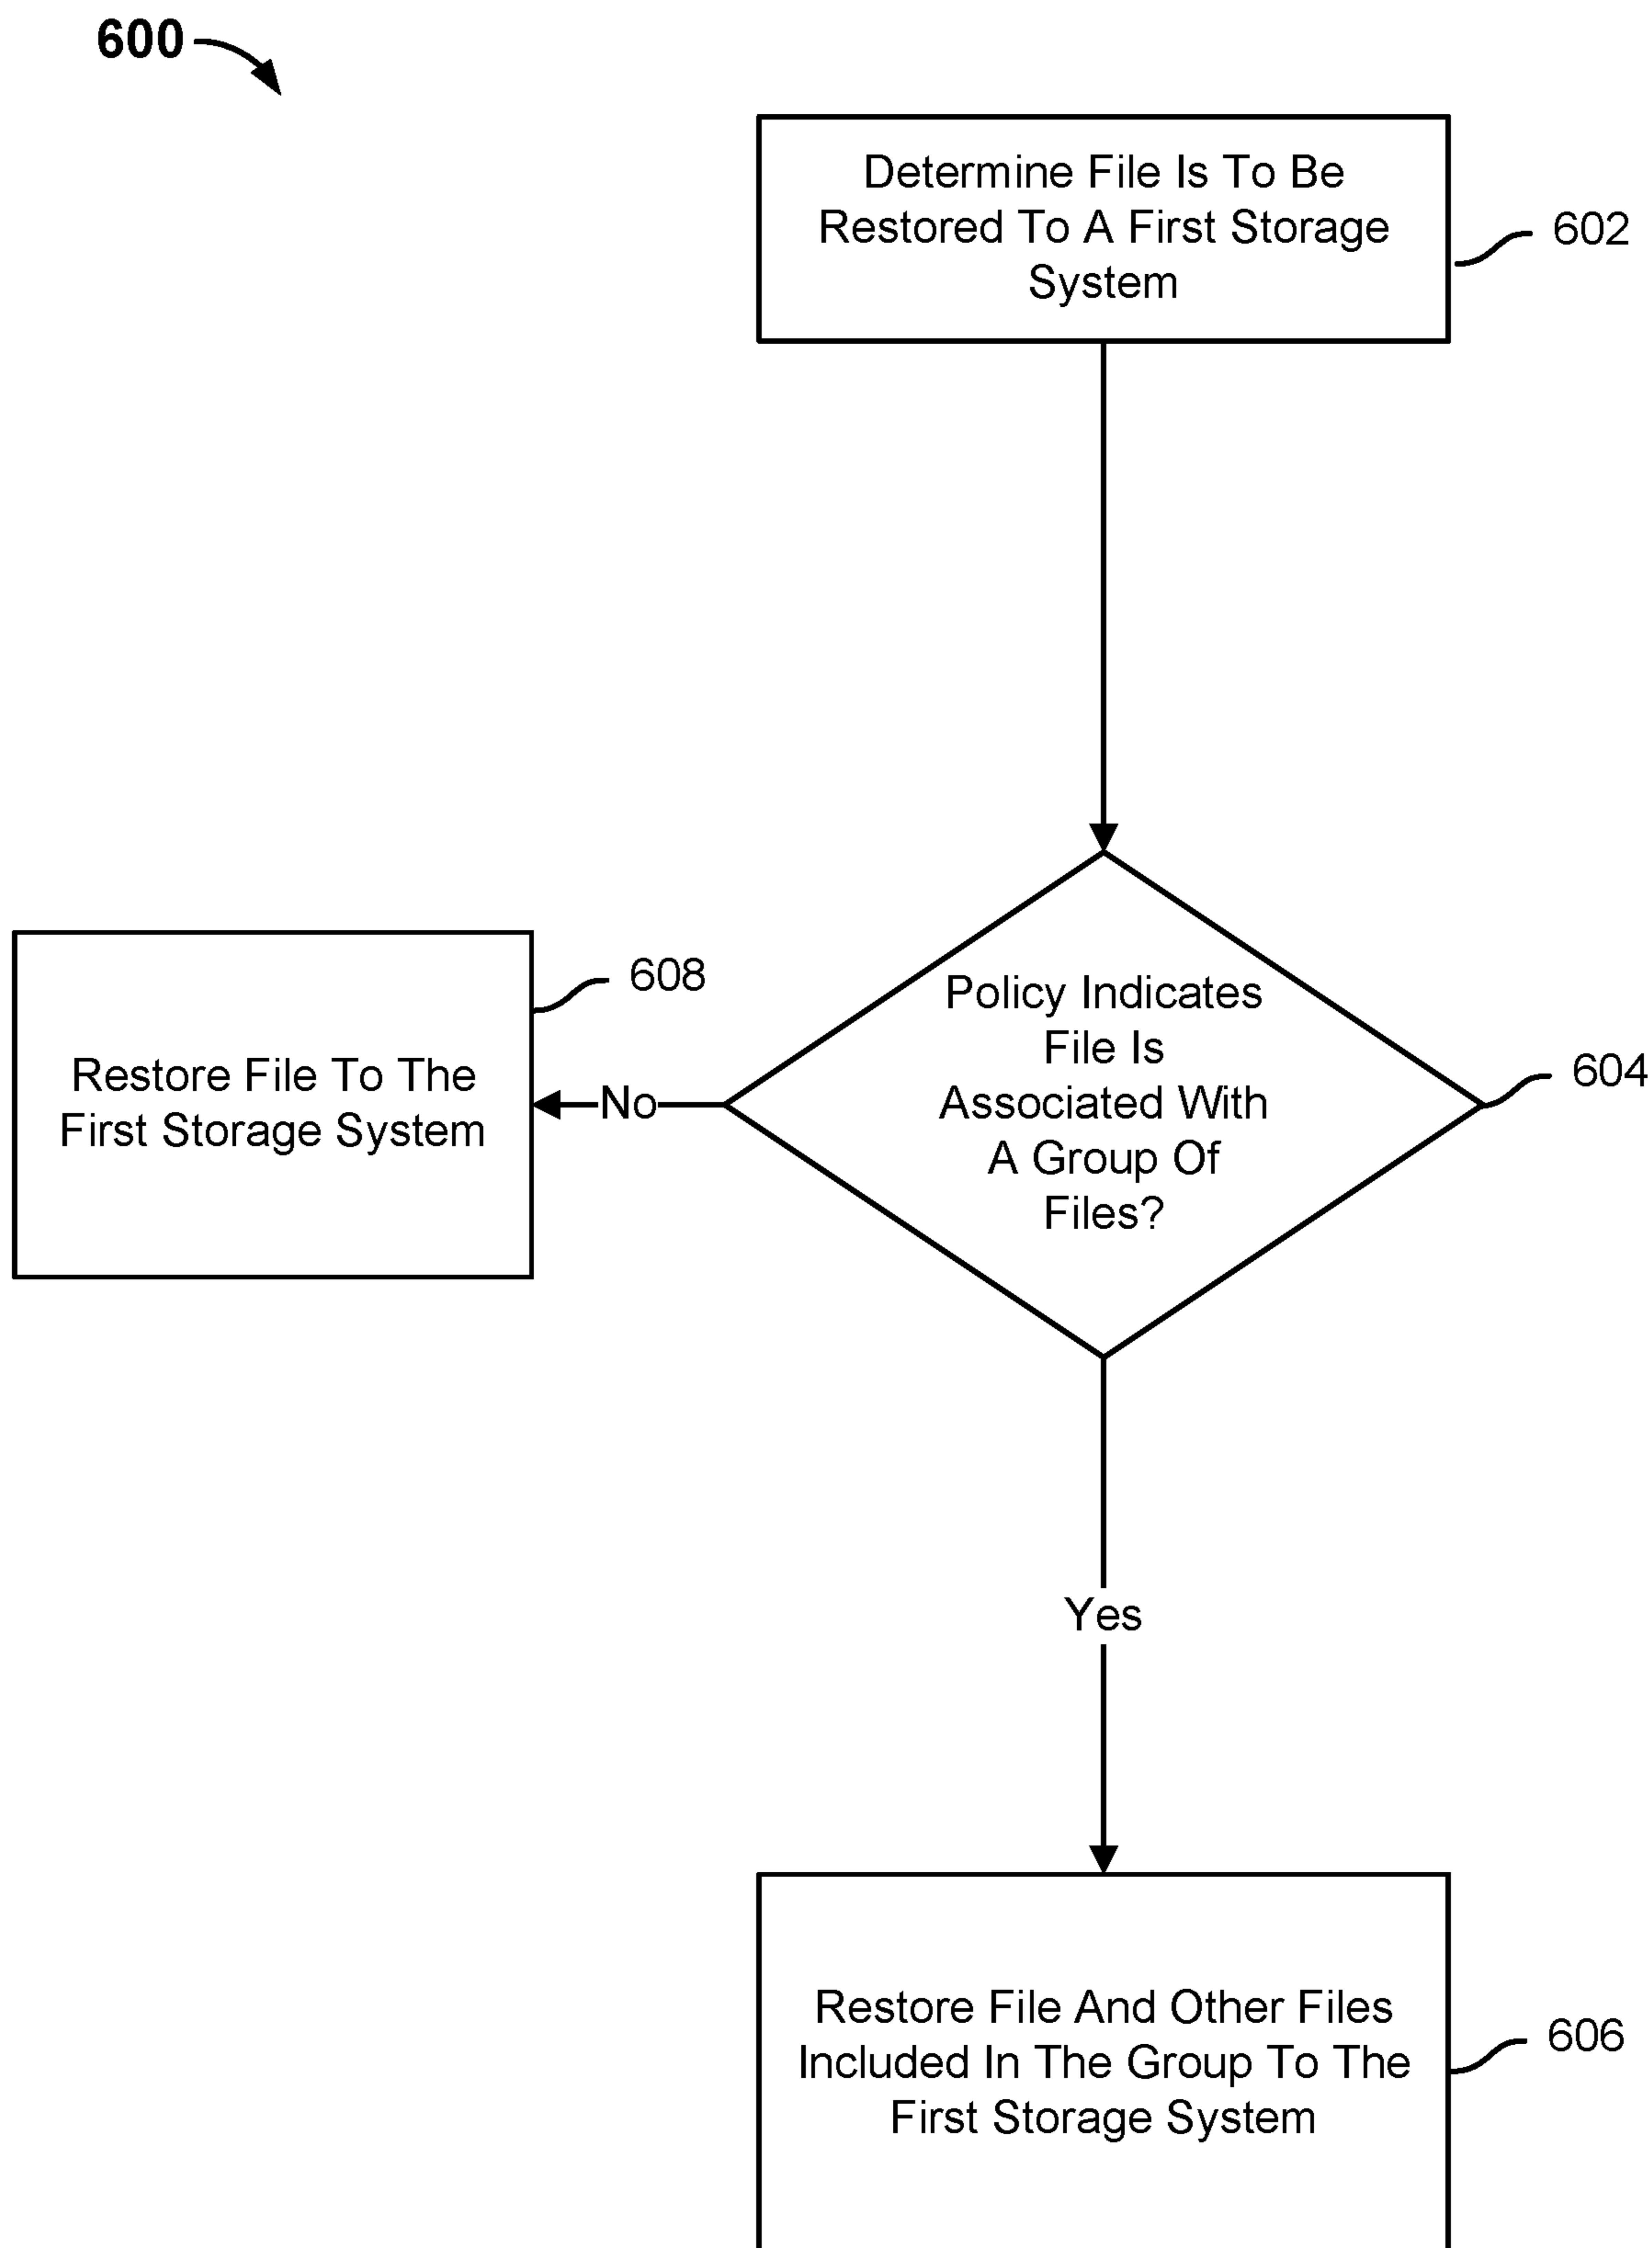 600
Determine File Is To Be
Restored To A First Storage
System
602
608
Restore File To The
First Storage System
No
Policy Indicates
File Is
Associated With
A Group Of
Files?
604
Yes
Restore File And Other Files
Included In The Group To The
First Storage System
606